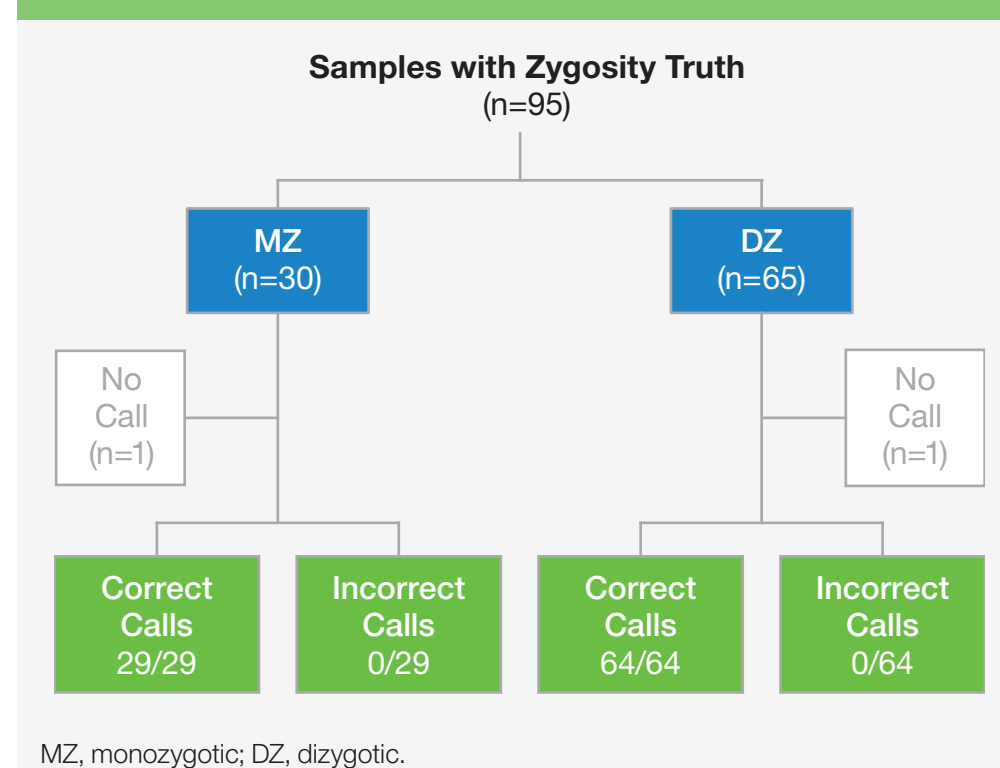 Samples with Zygosity Truth
(n=95)
MZ
(n=30)
DZ
(n=65)
No
Call
(n=1)
No
Call
(n=1)
Correct
Calls
29/29
Incorrect
Calls
0/29
Correct
Calls
64/64
Incorrect
Calls
0/64
MZ, monozygotic; DZ, dizygotic.